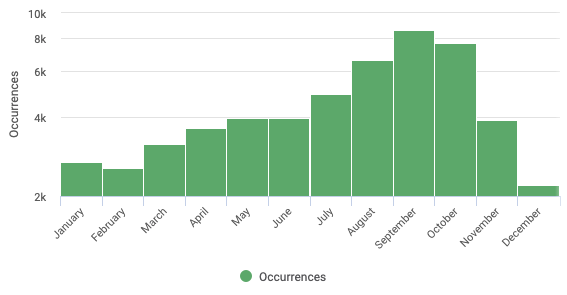 10k
8k
6k
4k
2k
Occurrences
January
February
March
April
May
June
July
August
September
October
November
December
Occurrences